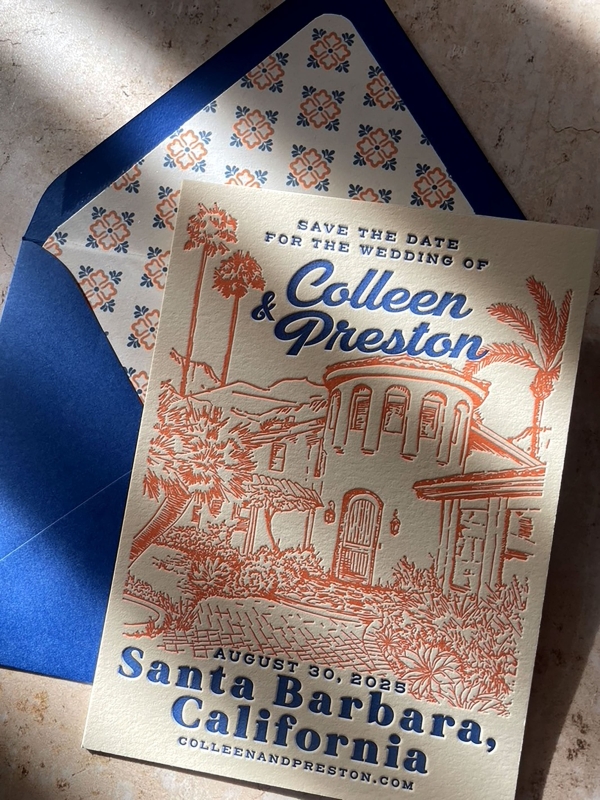 SAVE THE DATE
FOR THE WEDDING OF
Colleen
& Preston
AUGUST 30, 2025
Santa Barbara,
California
COLLEENANDPRESTON.COM